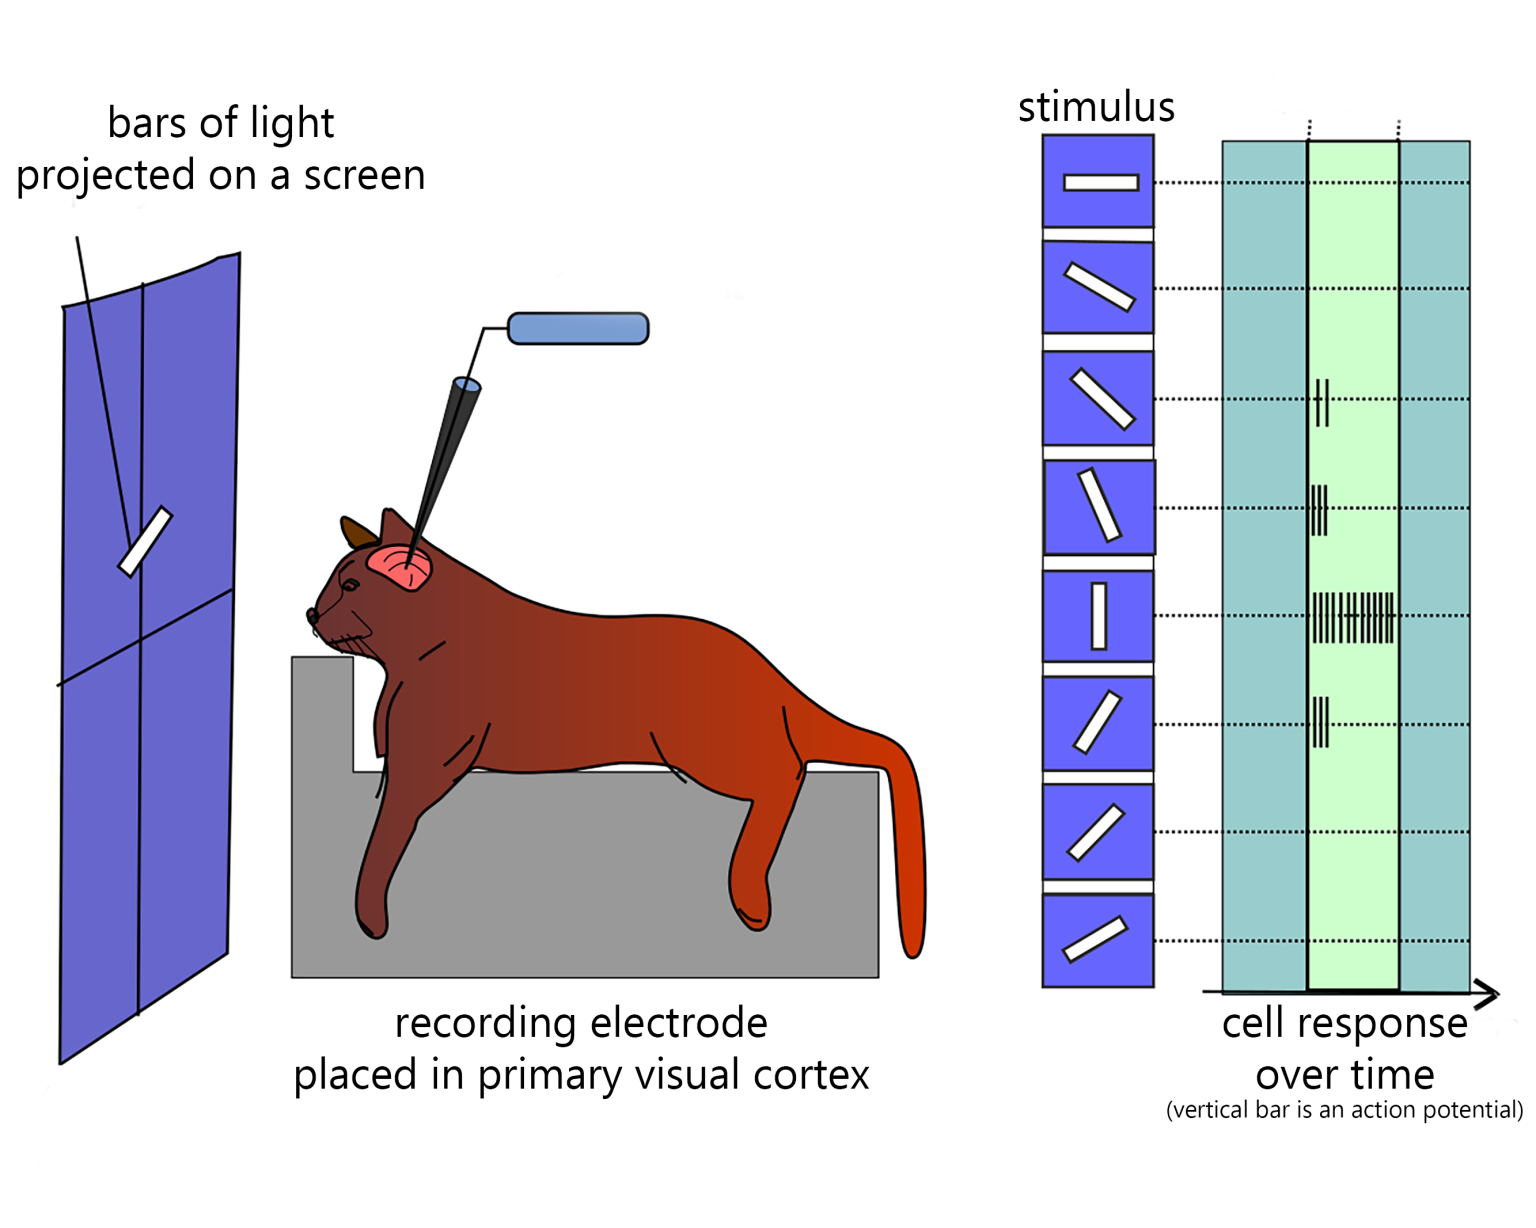 bars of light
projected on a screen
stimulus
recording electrode
placed in primary visual cortex
cell response
over time
(vertical bar is an action potential)